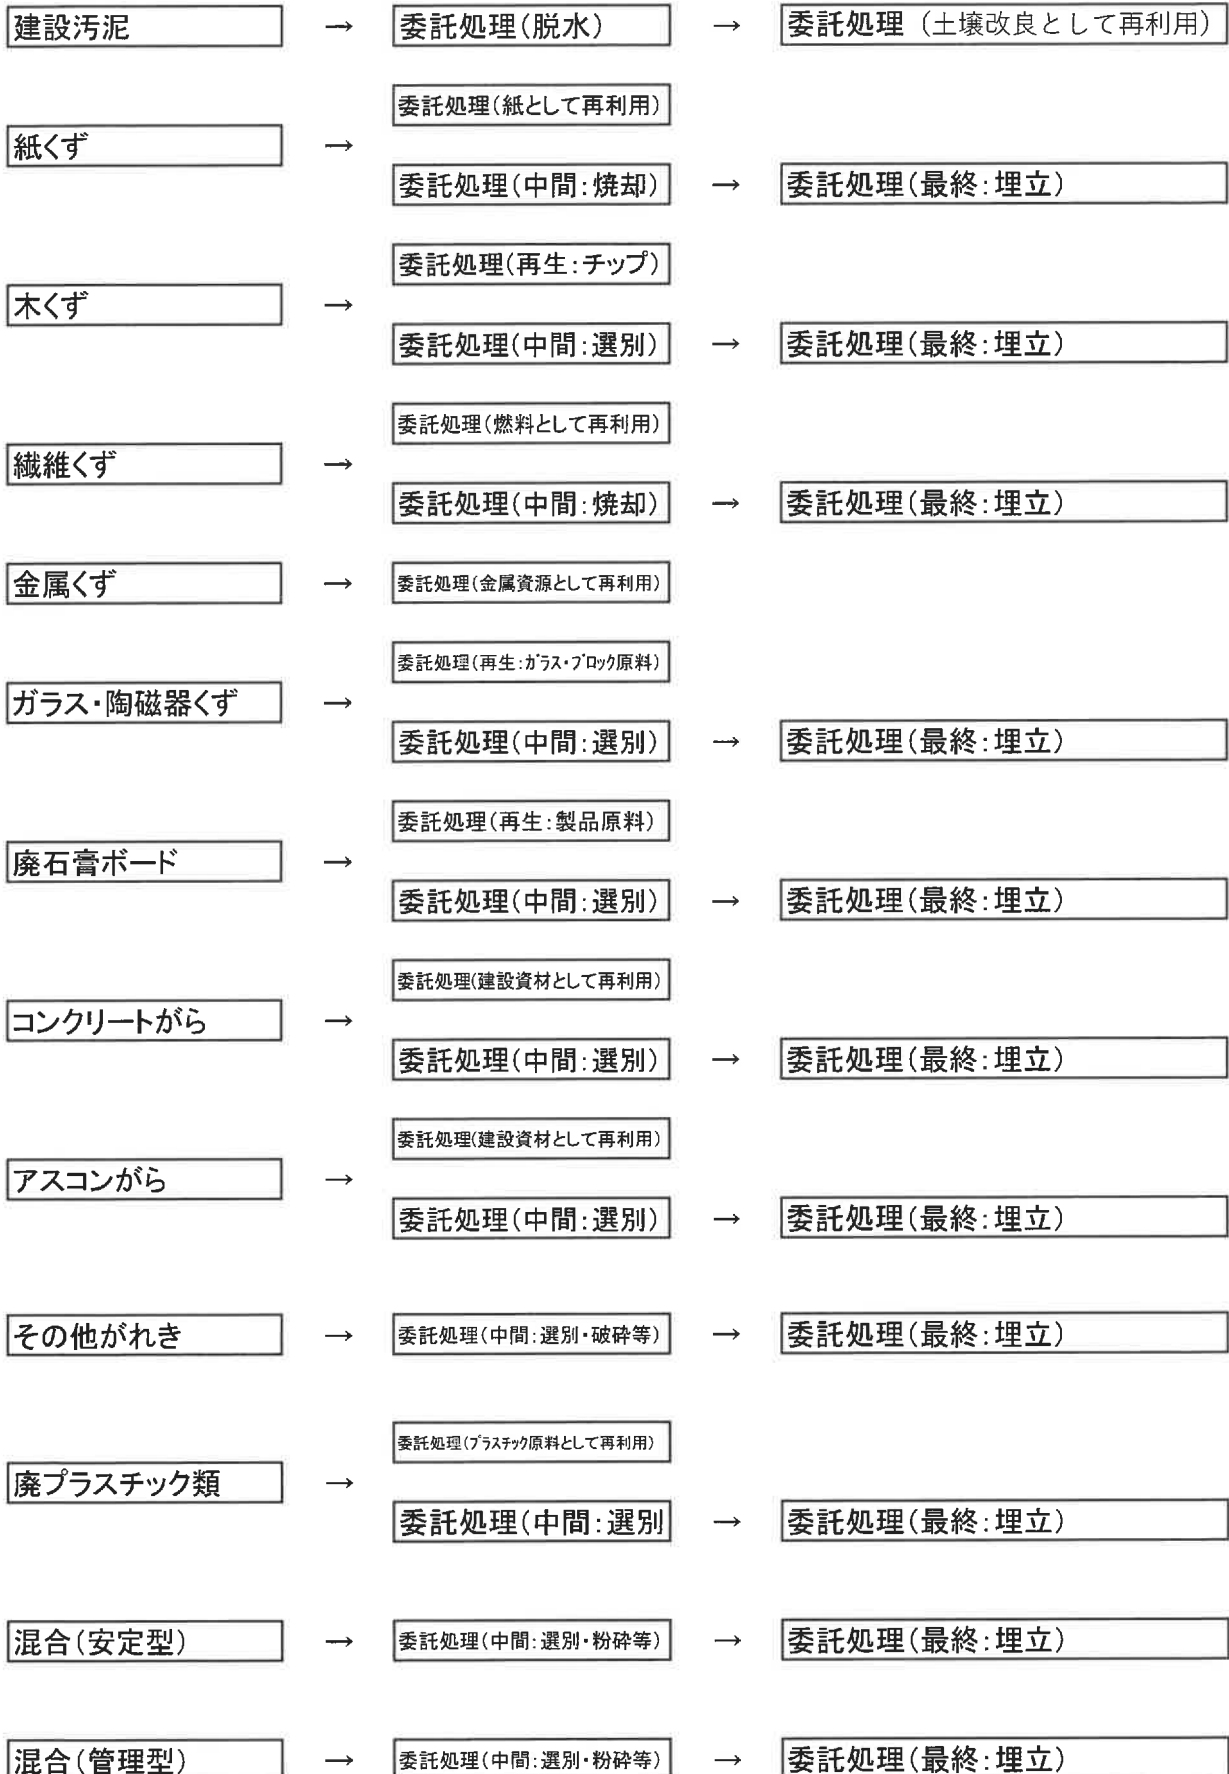 建設汚泥 → 委託処理(脱水) → 委託処理（土壌改良として再利用）
委託処理(紙として再利用)
紙くず →
委託処理(中間:焼却) → 委託処理(最終:埋立)
委託処理(再生:チップ)
木くず →
委託処理(中間:選別) → 委託処理(最終:埋立)
委託処理(燃料として再利用)
繊維くず →
委託処理(中間:焼却) → 委託処理(最終:埋立)
金属くず → 委託処理(金属資源として再利用)
委託処理(再生:ｶﾞﾗｽ・ﾌﾞﾛｯｸ原料)
ガラス・陶磁器くず →
委託処理(中間:選別) → 委託処理(最終:埋立)
委託処理(再生:製品原料)
廃石膏ボード →
委託処理(中間:選別) → 委託処理(最終:埋立)
委託処理(建設資材として再利用)
コンクリートがら →
委託処理(中間:選別) → 委託処理(最終:埋立)
委託処理(建設資材として再利用)
アスコンがら →
委託処理(中間:選別) → 委託処理(最終:埋立)
その他がれき → 委託処理(中間:選別・破砕等) → 委託処理(最終:埋立)
委託処理(ﾌﾟﾗｽﾁｯｸ原料として再利用)
廃プラスチック類 →
委託処理(中間:選別 → 委託処理(最終:埋立)
混合(安定型) → 委託処理(中間:選別・粉砕等) → 委託処理(最終:埋立)
混合(管理型) → 委託処理(中間:選別・粉砕等) → 委託処理(最終:埋立)